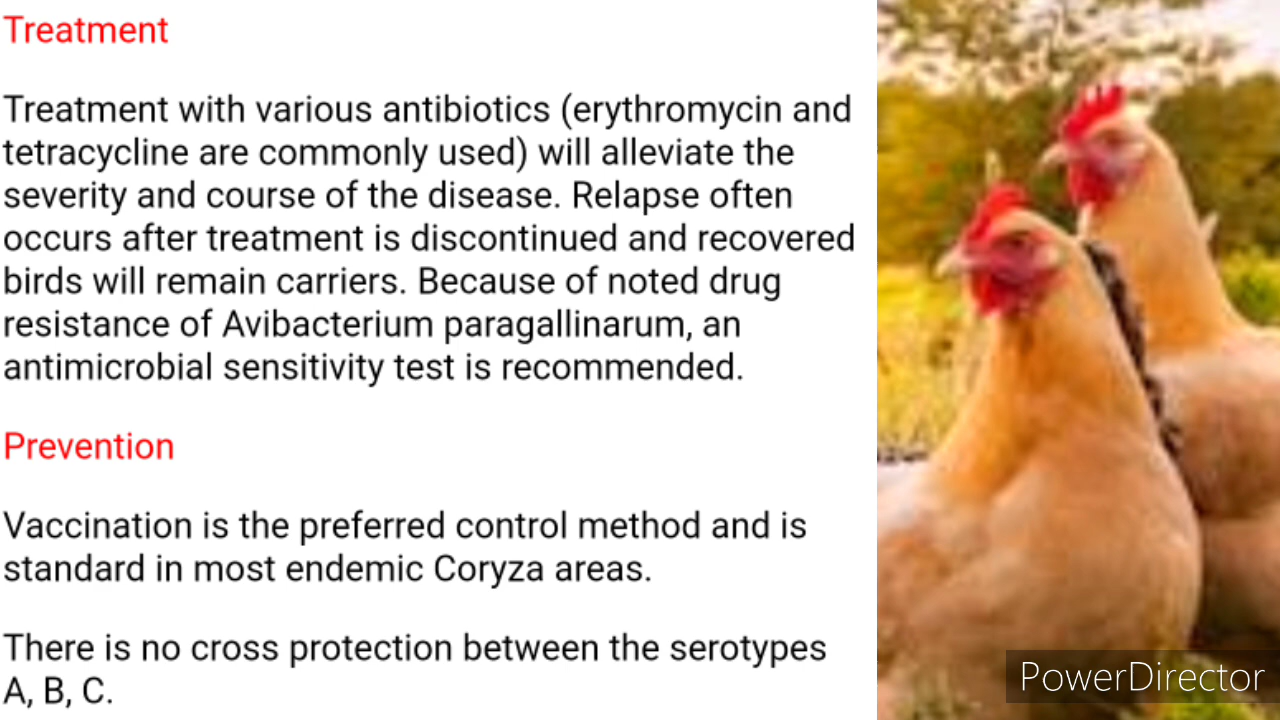 Treatment
Treatment with various antibiotics (erythromycin and
tetracycline are commonly used) will alleviate the
severity and course of the disease. Relapse often
occurs after treatment is discontinued and recovered
birds will remain carriers. Because of noted drug
resistance of Avibacterium paragallinarum, an
antimicrobial sensitivity test is recommended.
Prevention
Vaccination is the preferred control method and is
standard in most endemic Coryza areas.
There is no cross protection between the serotypes
A, B, C.
PowerDirector